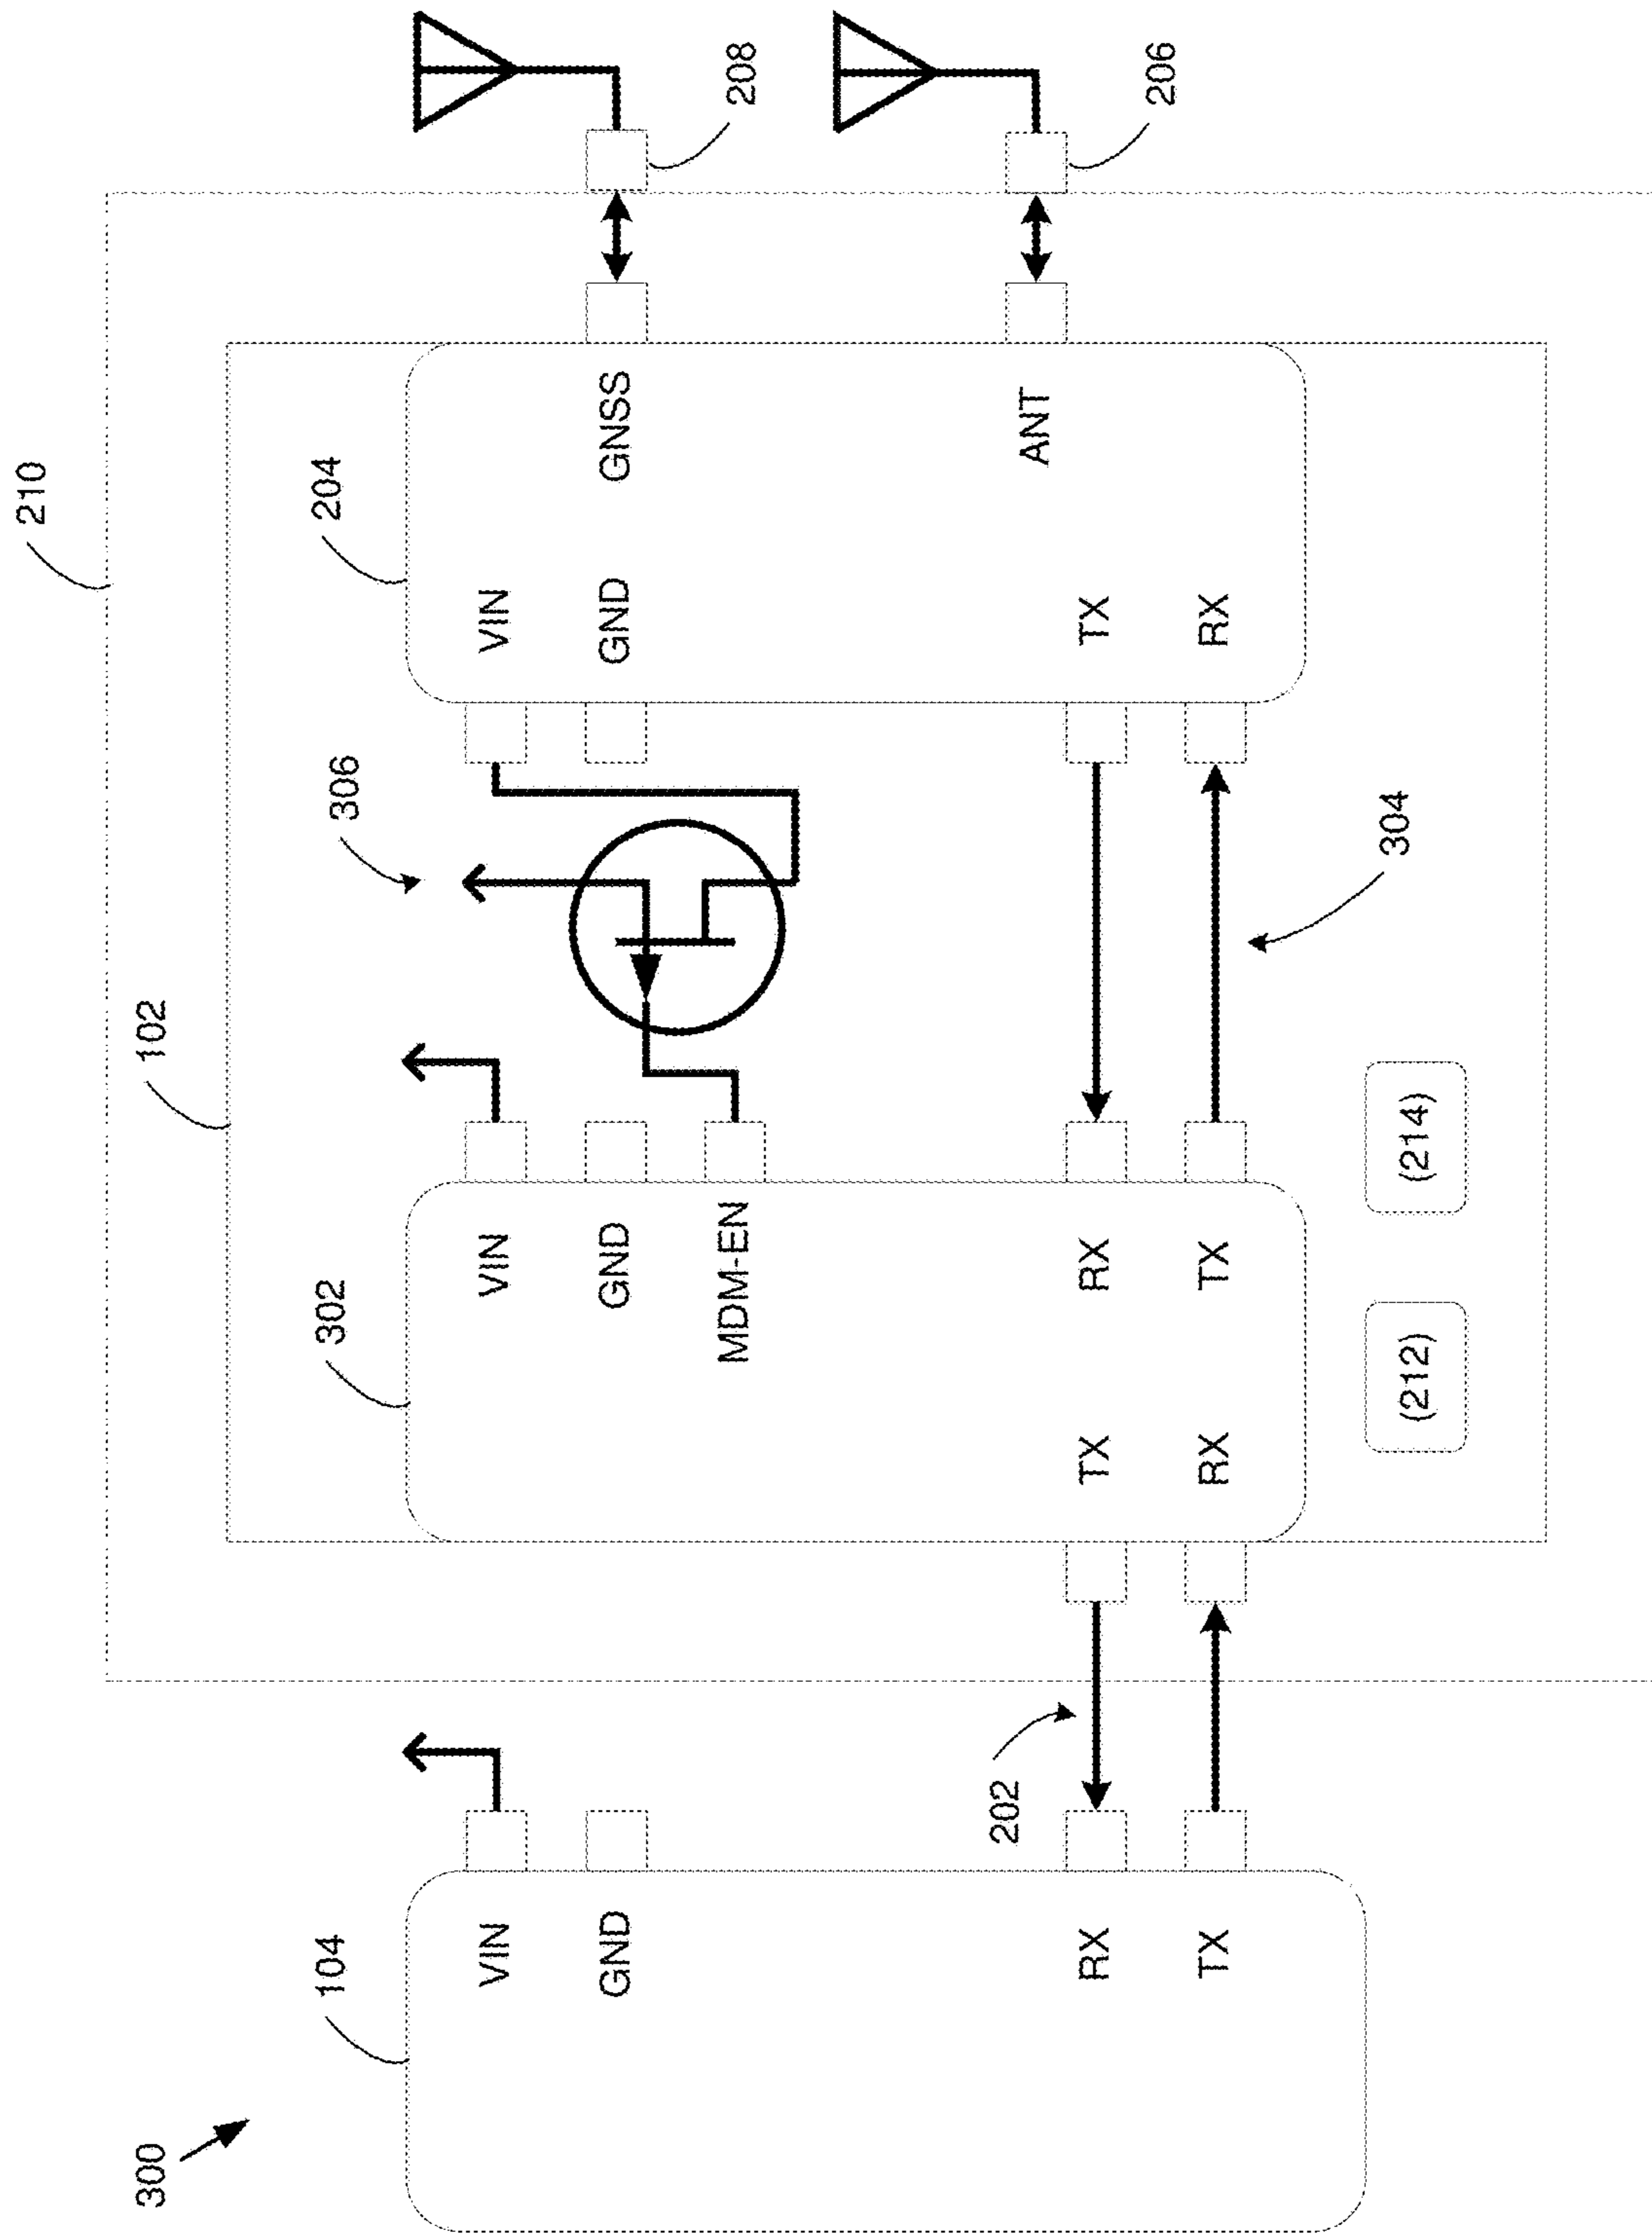 300
104
VIN
GND
RX
TX
202
210
102
302
VIN
GND
MDM-EN
TX
RX
RX
TX
(212)
(214)
306
304
204
VIN
GND
TX
RX
GNSS
ANT
208
206